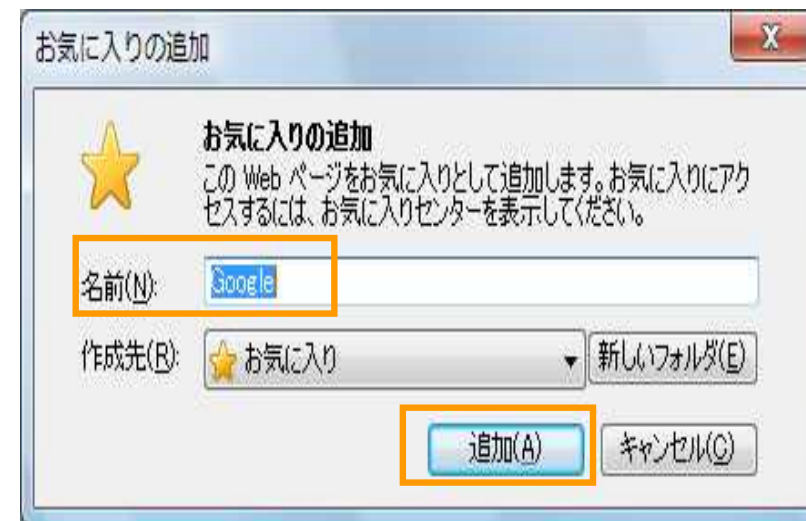 お気に入りの追加
X
お気に入りの追加
この Web ページをお気に入りとして追加します。お気に入りにアク
セスするには、お気に入りセンターを表示してください。
名前(N): Google
作成先(R): お気に入り 新しいフォルダ(E)
追加(A) キャンセル(C)